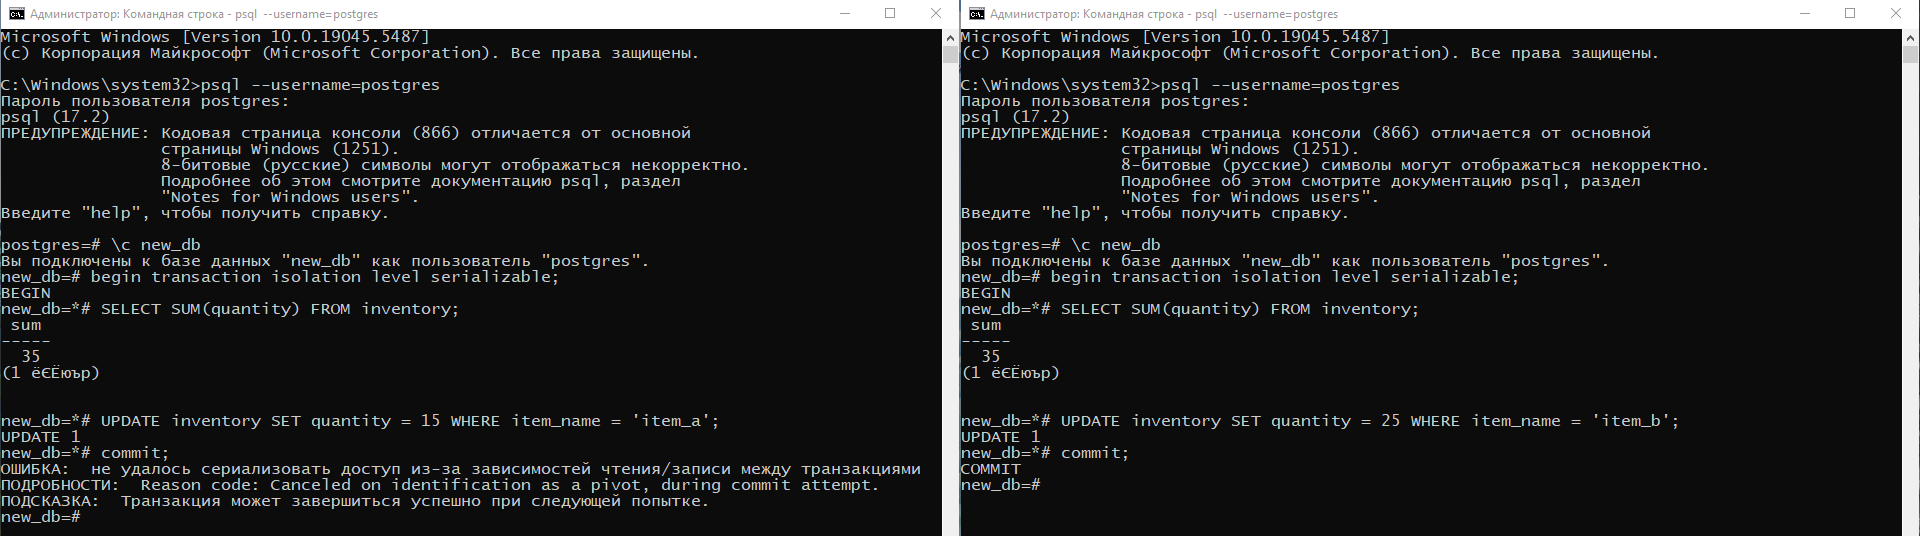 Администратор: Командная строка - psql --username=postgres
Microsoft Windows [Version 10.0.19045.5487]
(c) Корпорация Майкрософт (Microsoft Corporation). Все права защищены.
C:\Windows\system32>psql --username=postgres
Пароль пользователя postgres:
psql (17.2)
ПРЕДУПРЕЖДЕНИЕ: Кодовая страница консоли (866) отличается от основной
страницы Windows (1251).
8-битовые (русские) символы могут отображаться некорректно.
Подробнее об этом смотрите документацию psql, раздел
"Notes for Windows users".
Введите "help", чтобы получить справку.
postgres=# \c new_db
Вы подключены к базе данных "new_db" как пользователь "postgres".
new_db=# begin transaction isolation level serializable;
BEGIN
new_db=*# SELECT SUM(quantity) FROM inventory;
sum
-----
35
(1 ёЄЁюър)
new_db=*# UPDATE inventory SET quantity = 15 WHERE item_name = 'item_a';
UPDATE 1
new_db=*# commit;
ОШИБКА:  не удалось сериализовать доступ из-за зависимостей чтения/записи между транзакциями
ПОДРОБНОСТИ:  Reason code: Canceled on identification as a pivot, during commit attempt.
ПОДСКАЗКА:  Транзакция может завершиться успешно при следующей попытке.
new_db=#
Администратор: Командная строка - psql --username=postgres
Microsoft Windows [Version 10.0.19045.5487]
(c) Корпорация Майкрософт (Microsoft Corporation). Все права защищены.
C:\Windows\system32>psql --username=postgres
Пароль пользователя postgres:
psql (17.2)
ПРЕДУПРЕЖДЕНИЕ: Кодовая страница консоли (866) отличается от основной
страницы Windows (1251).
8-битовые (русские) символы могут отображаться некорректно.
Подробнее об этом смотрите документацию psql, раздел
"Notes for Windows users".
Введите "help", чтобы получить справку.
postgres=# \c new_db
Вы подключены к базе данных "new_db" как пользователь "postgres".
new_db=# begin transaction isolation level serializable;
BEGIN
new_db=*# SELECT SUM(quantity) FROM inventory;
sum
-----
35
(1 ёЄЁюър)
new_db=*# UPDATE inventory SET quantity = 25 WHERE item_name = 'item_b';
UPDATE 1
new_db=*# commit;
COMMIT
new_db=#